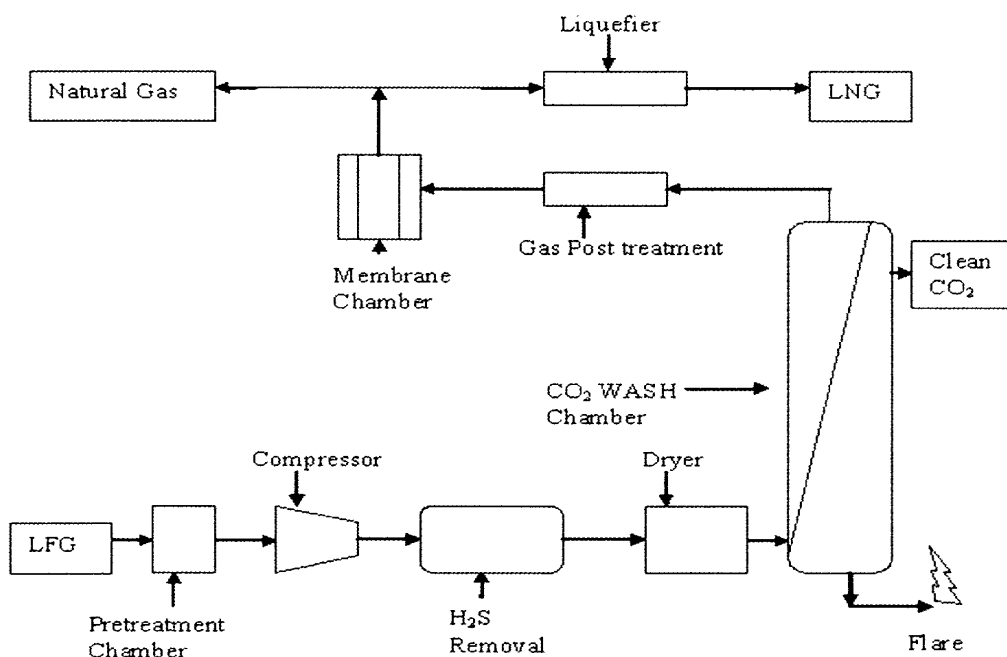 Liquefier
Natural Gas
LNG
Gas Post treatment
Membrane
Chamber
Clean
CO₂
CO₂ WASH
Chamber
Compressor
Dryer
LFG
Pretreatment
Chamber
H₂S
Removal
Flare